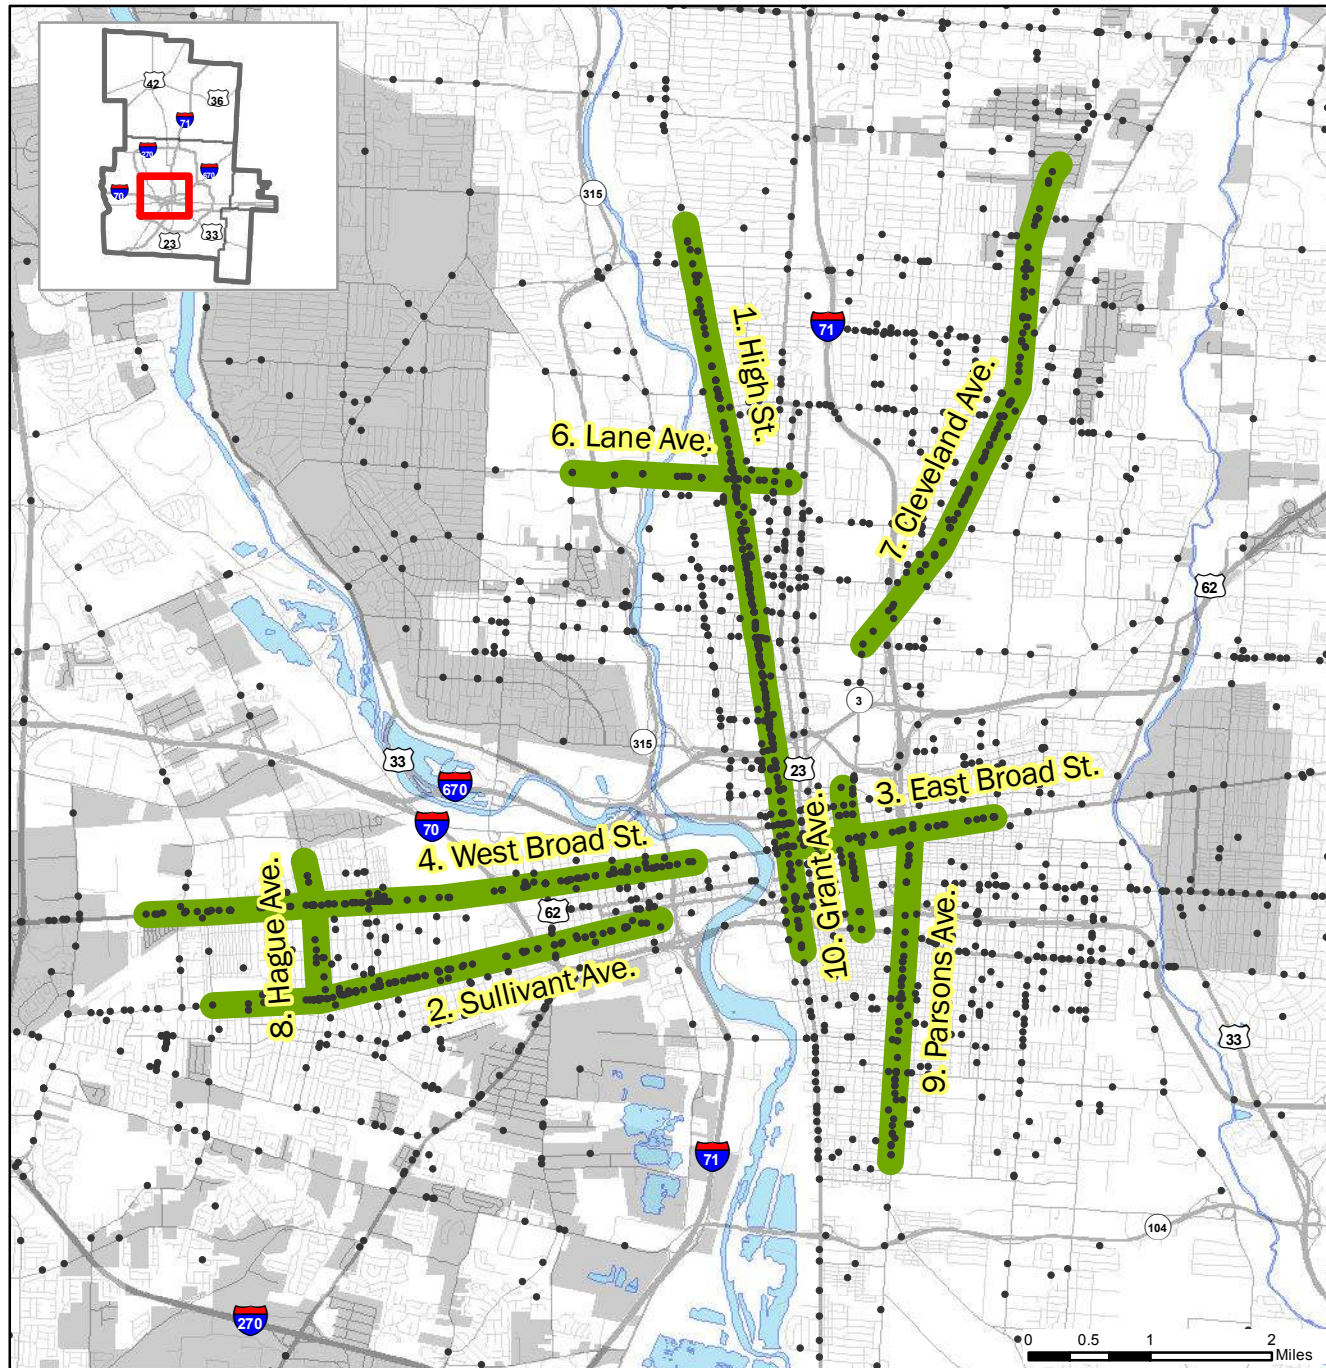 42
36
71
270
670
70
23
33
315
71
1. High St.
6. Lane Ave.
7. Cleveland Ave.
62
3
315
33
23
670
70
3. East Broad St.
4. West Broad St.
10. Grant Ave.
8. Hague Ave.
62
2. Sullivant Ave.
9. Parsons Ave.
33
71
104
270
0 0.5 1 2
Miles